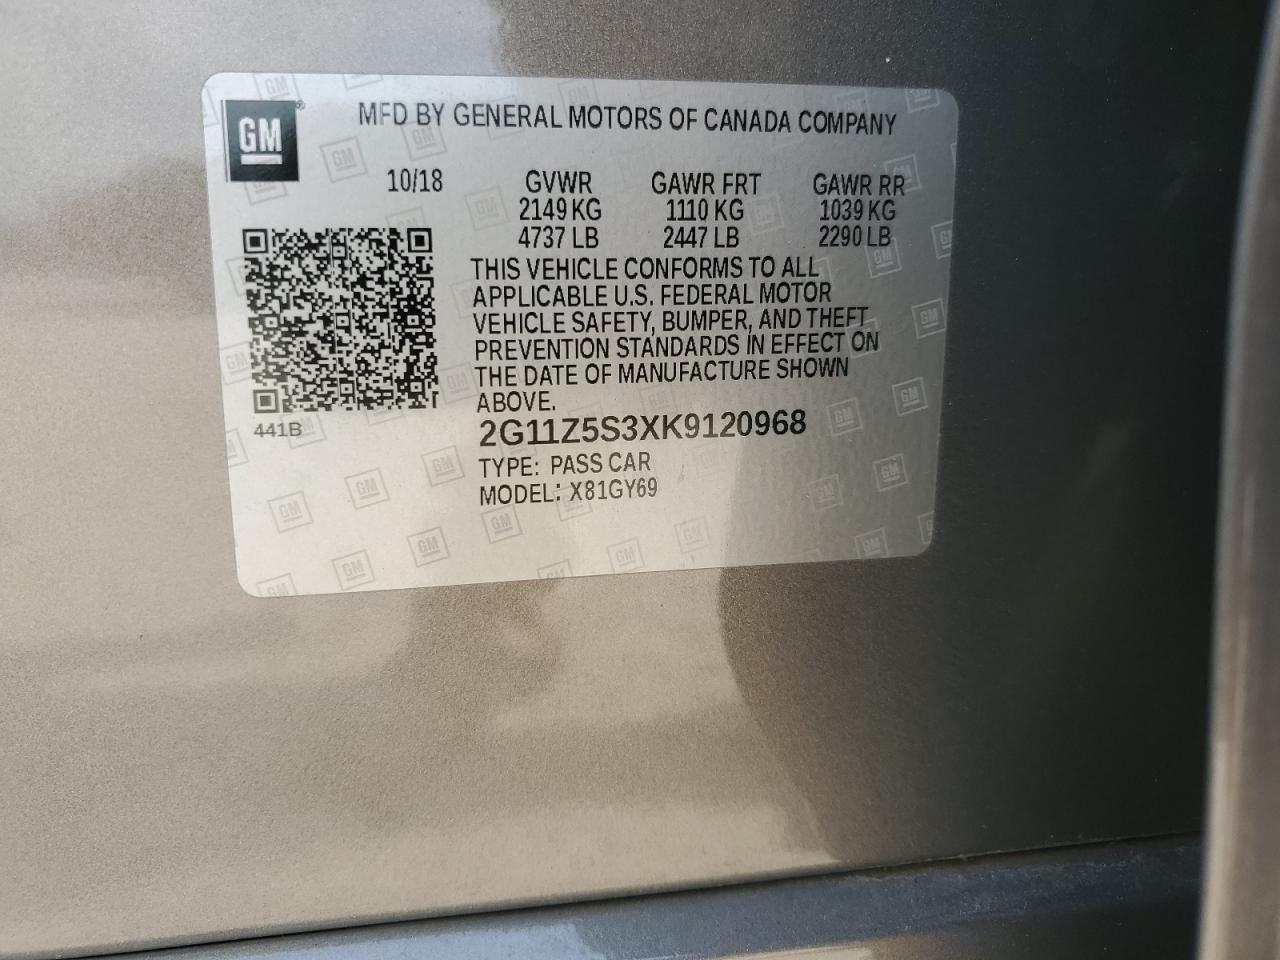 GM
MFD BY GENERAL MOTORS OF CANADA COMPANY
10/18 GVWR GAWR FRT GAWR RR
2149 KG 1110 KG 1039 KG
4737 LB 2447 LB 2290 LB
THIS VEHICLE CONFORMS TO ALL
APPLICABLE U.S. FEDERAL MOTOR
VEHICLE SAFETY, BUMPER, AND THEFT
PREVENTION STANDARDS IN EFFECT ON
THE DATE OF MANUFACTURE SHOWN
ABOVE.
441B
2G11Z5S3XK9120968
TYPE: PASS CAR
MODEL: X81GY69